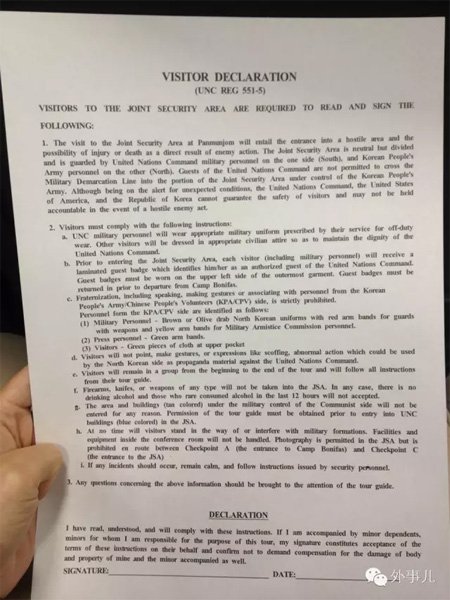 VISITOR DECLARATION
(UNC REG 551-5)
VISITORS TO THE JOINT SECURITY AREA ARE REQUIRED TO READ AND SIGN THE
FOLLOWING:
1. The visit to the Joint Security Area at Panmunjom will entail the entrance into a hostile area and the
possibility of injury or death as a direct result of enemy action. The Joint Security Area is neutral but divided
and is guarded by United Nations Command military personnel on the one side (South), and Korean People's
Army personnel on the other (North). Guests of the United Nations Command are not permitted to cross the
Military Demarcation Line into the portion of the Joint Security Area under control of the Korean People's
Army. Although being on the alert for unexpected conditions, the United Nations Command, the United States
of America, and the Republic of Korea cannot guarantee the safety of visitors and may not be held
accountable in the event of a hostile enemy act.
2. Visitors must comply with the following instructions:
a. UNC military personnel will wear appropriate military uniform prescribed by their service for off-duty
wear. Other visitors will be dressed in appropriate civilian attire so as to maintain the dignity of the
United Nations Command.
b. Prior to entering the Joint Security Area, each visitor (including military personnel) will receive a
laminated guest badge which identifies him/her as an authorized guest of the United Nations Command.
Guest badges must be worn on the upper left side of the outermost garment. Guest badges must be
returned in prior to departure from Camp Bonifas.
c. Fraternization, including speaking, making gestures or associating with personnel from the Korean
People's Army/Chinese People's Volunteers (KPA/CPV) side, is strictly prohibited.
Personnel form the KPA/CPV side are identified as follows:
(1) Military Personnel - Brown or Olive drab North Korean uniforms with red arm bands for guards
with weapons and yellow arm bands for Military Armistice Commission personnel.
(2) Press personnel - Green arm bands.
(3) Visitors - Green pieces of cloth at upper pocket
d. Visitors will not point, make gestures, or expressions like scoffing, abnormal action which could be used
by the North Korean side as propaganda material against the United Nations Command.
e. Visitors will remain in a group from the beginning to the end of the tour and will follow all instructions
from their tour guide.
f. Firearms, knifes, or weapons of any type will not be taken into the JSA. In any case, there is no
drinking alcohol and those who rare consumed alcohol in the last 12 hours will not accepted.
g. The area and buildings (tan colored) under the military control of the Communist side will not be
entered for any reason. Permission of the tour guide must be obtained prior to entry into UNC
buildings (blue colored) in the JSA.
h. At no time will visitors stand in the way of or interfere with military formations. Facilities and
equipment inside the conference room will not be handled. Photography is permitted in the JSA but is
prohibited en route between Checkpoint A (the entrance to Camp Bonifas) and Checkpoint C
(the entrance to the JSA)
i. If any incidents should occur, remain calm, and follow instructions issued by security personnel.
3. Any questions concerning the above information should be brought to the attention of the tour guide.
DECLARATION
I have read, understood, and will comply with these instructions. If I am accompanied by minor dependents,
minors for whom I am responsible for the purpose of this tour, my signature constitutes acceptance of the
terms of these instructions on their behalf and confirm not to demand compensation for the damage of body
and property of mine and the minor accompanied as well.
SIGNATURE: DATE:
外事儿